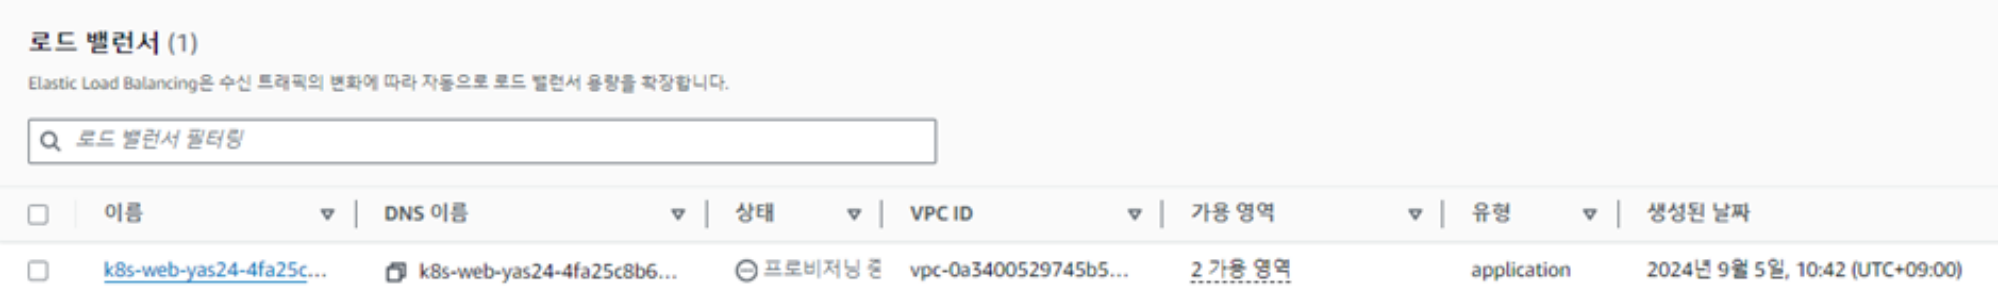 로드 밸런서 (1)
Elastic Load Balancing은 수신 트래픽의 변화에 따라 자동으로 로드 밸런서 용량을 확장합니다.
로드 밸런서 필터링
이름 DNS 이름 상태 VPC ID 가용 영역 유형 생성된 날짜
k8s-web-yas24-4fa25c... k8s-web-yas24-4fa25c8b6... 프로비저닝 중 vpc-0a3400529745b5... 2 가용 영역 application 2024년 9월 5일, 10:42 (UTC+09:00)